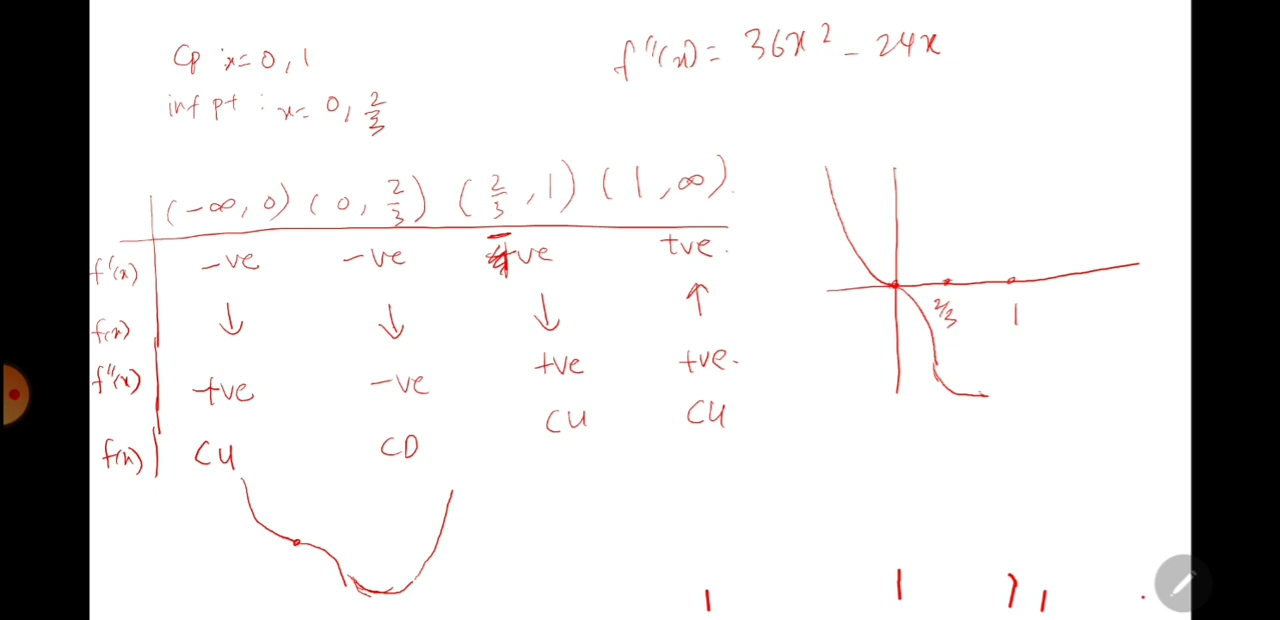 Cp x=0, 1
f''(x) = 36x² - 24x
inf pt : x= 0, 2/3
(-∞, 0) (0, 2/3) (2/3, 1) (1, ∞).
f'(x) -ve -ve -ve +ve.
f(x) ↓ ↓ ↓ ↑
f''(x) +ve -ve +ve +ve.
f(x) CU CD CU CU
2/3 1